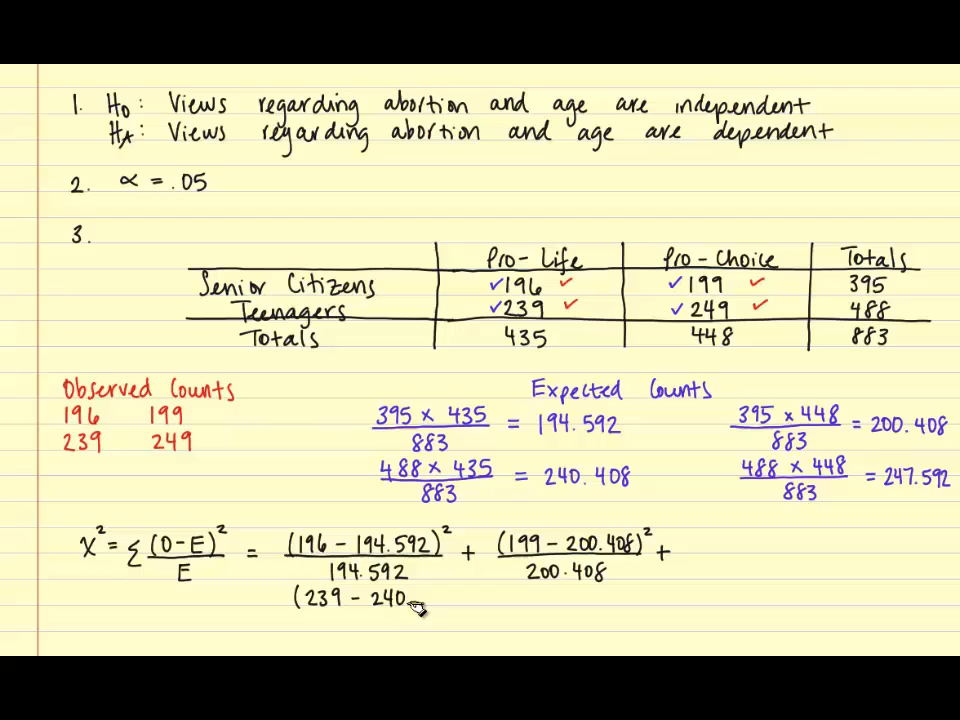 1. H0: Views regarding abortion and age are independent
HA: Views regarding abortion and age are dependent
2. α = .05
3.
Pro-Life Pro-Choice Totals
Senior Citizens ✓196 ✓ ✓199 ✓ 395
Teenagers ✓239 ✓ ✓249 ✓ 488
Totals 435 448 883
Observed Counts
196 199
239 249
Expected Counts
395 × 435 / 883 = 194.592 395 × 448 / 883 = 200.408
488 × 435 / 883 = 240.408 488 × 448 / 883 = 247.592
X² = Σ (O-E)² / E = (196 - 194.592)² / 194.592 + (199 - 200.408)² / 200.408 +
(239 - 240